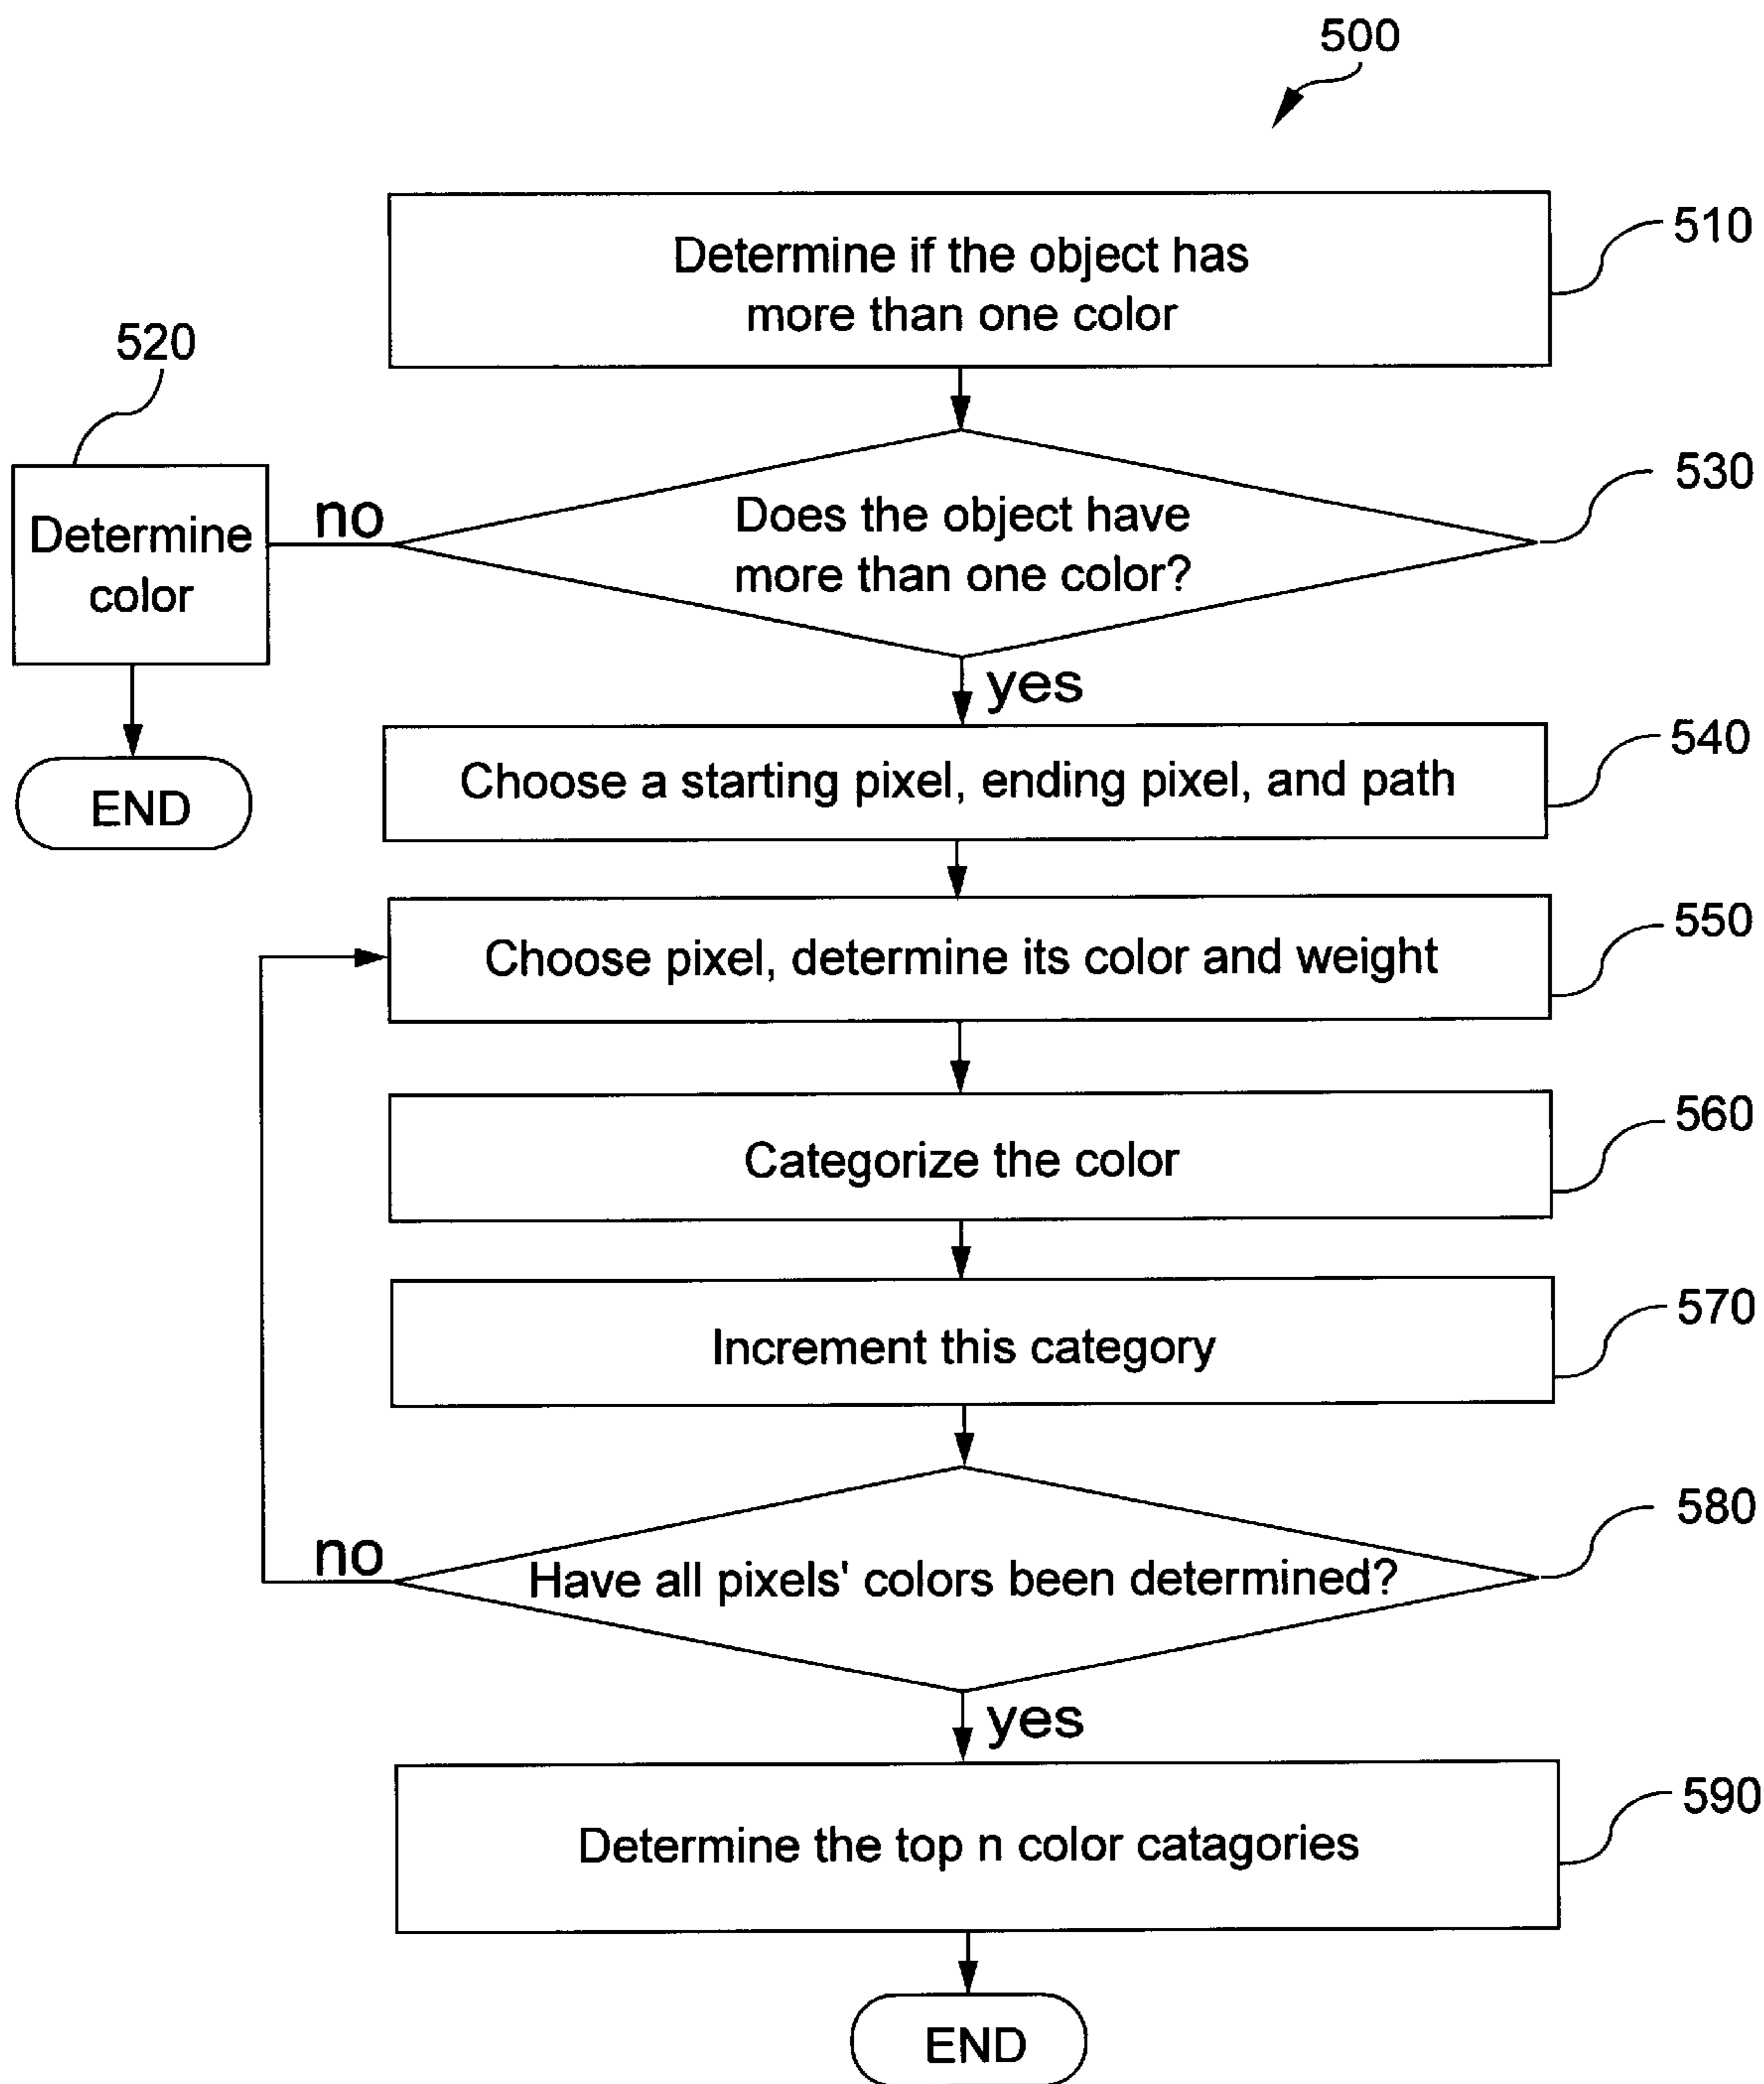 500
Determine if the object has
more than one color
510
520
Determine
color
no
Does the object have
more than one color?
530
yes
END
Choose a starting pixel, ending pixel, and path
540
Choose pixel, determine its color and weight
550
Categorize the color
560
Increment this category
570
no
Have all pixels' colors been determined?
580
yes
Determine the top n color catagories
590
END